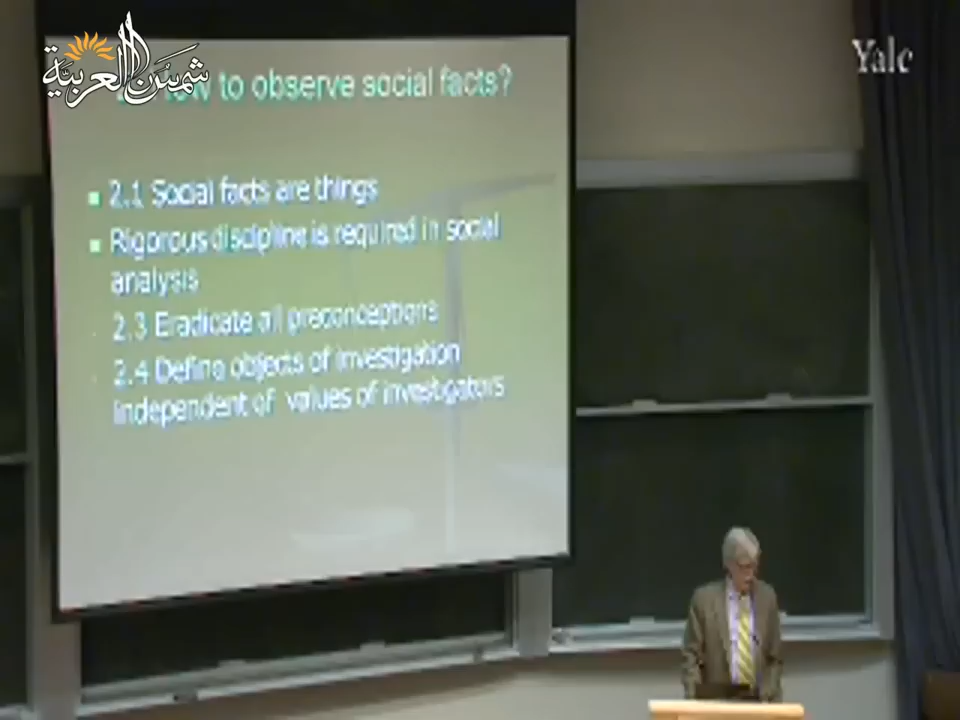 شمس العربية
Yale
to observe social facts?
2.1 Social facts are things
Rigorous discipline is required in social
analysis
2.3 Eradicate all preconceptions
2.4 Define objects of investigation
independent of values of investigators